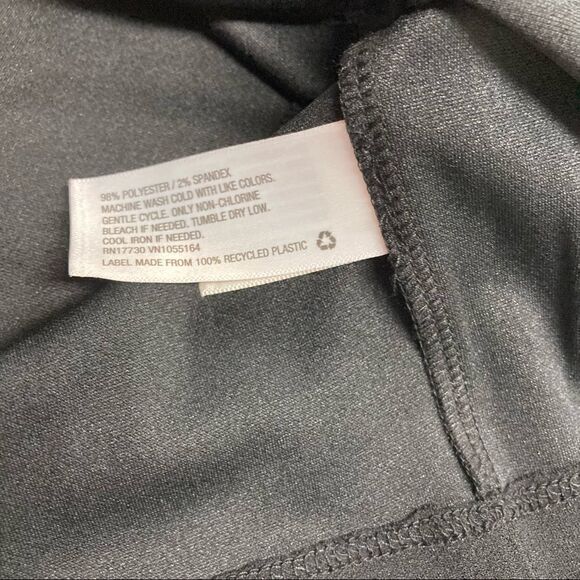 98% POLYESTER / 2% SPANDEX
MACHINE WASH COLD WITH LIKE COLORS.
GENTLE CYCLE. ONLY NON-CHLORINE
BLEACH IF NEEDED. TUMBLE DRY LOW.
COOL IRON IF NEEDED.
RN17730 VN1055164
LABEL MADE FROM 100% RECYCLED PLASTIC